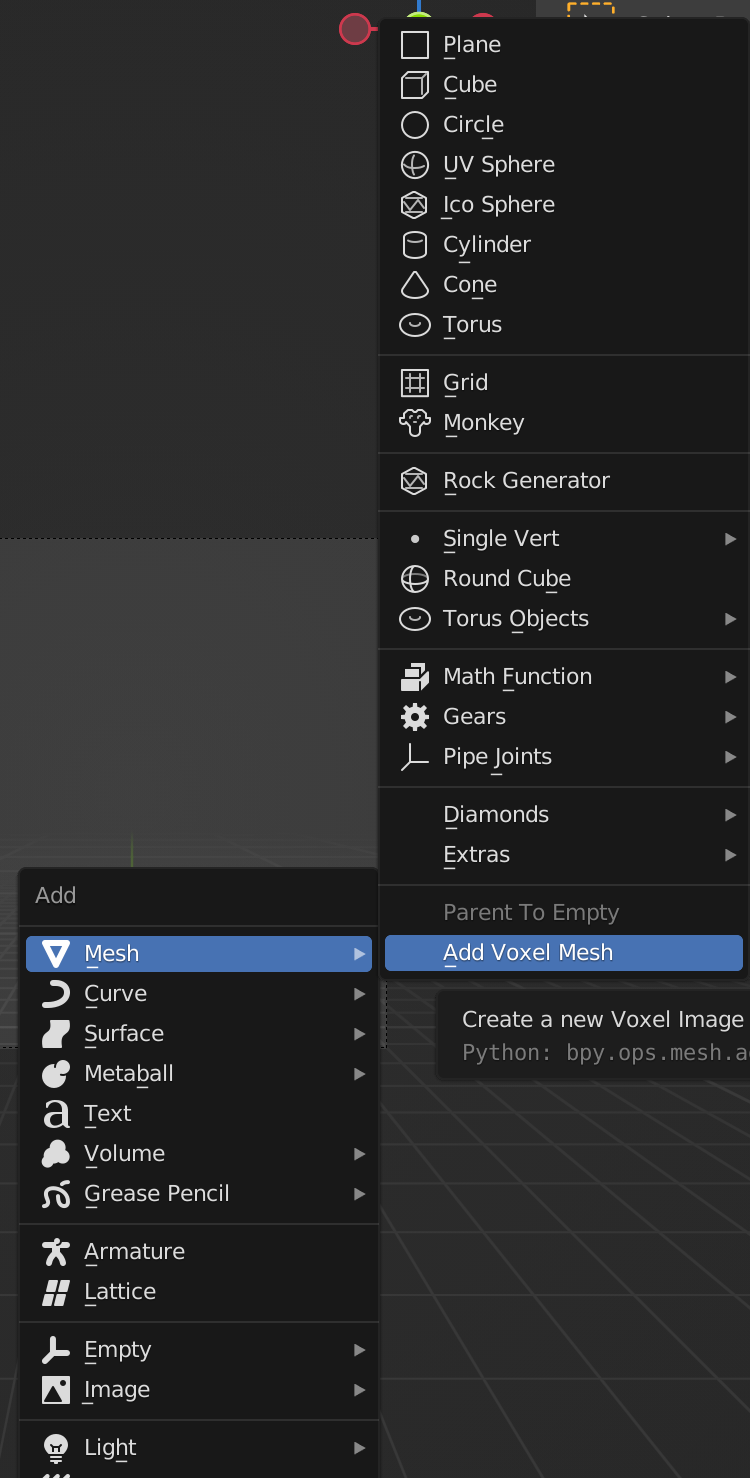 Plane
Cube
Circle
UV Sphere
Ico Sphere
Cylinder
Cone
Torus
Grid
Monkey
Rock Generator
Single Vert
Round Cube
Torus Objects
Math Function
Gears
Pipe Joints
Diamonds
Extras
Parent To Empty
Add Voxel Mesh
Create a new Voxel Image
Python: bpy.ops.mesh.a
Add
Mesh
Curve
Surface
Metaball
Text
Volume
Grease Pencil
Armature
Lattice
Empty
Image
Light